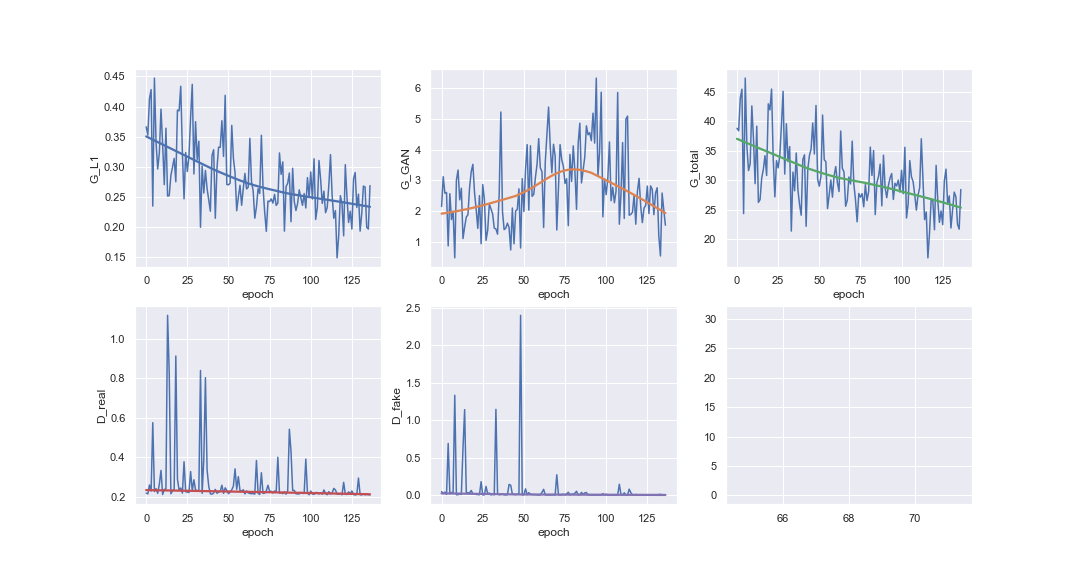 G_L1
0.45
0.40
0.35
0.30
0.25
0.20
0.15
0 25 50 75 100 125
epoch
G_GAN
6
5
4
3
2
1
0 25 50 75 100 125
epoch
G_total
45
40
35
30
25
20
0 25 50 75 100 125
epoch
D_real
1.0
0.8
0.6
0.4
0.2
0 25 50 75 100 125
epoch
D_fake
2.5
2.0
1.5
1.0
0.5
0.0
0 25 50 75 100 125
epoch
30
25
20
15
10
5
0
66 68 70